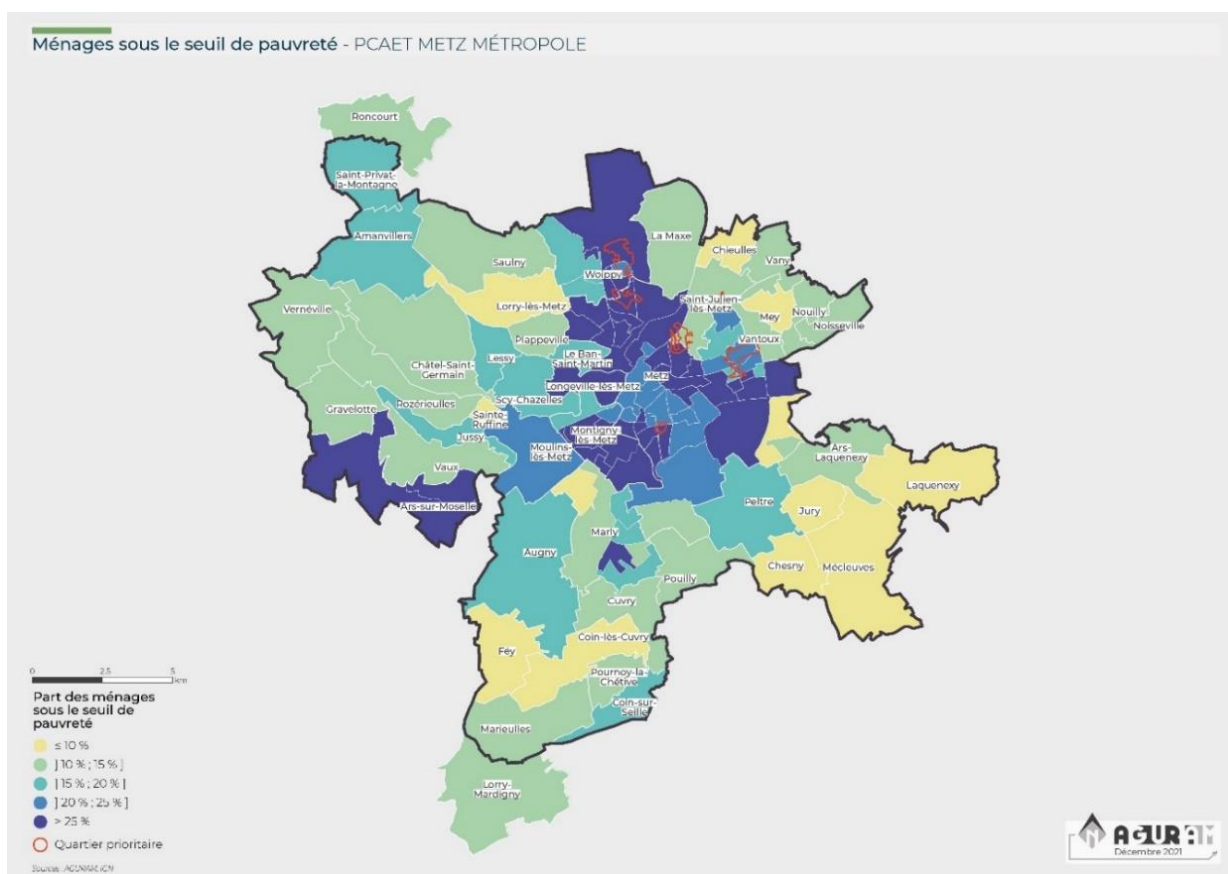 Ménages sous le seuil de pauvreté - PCAET METZ MÉTROPOLE
Roncourt
Saint-Privat-
la-Montagne
Amanvillers
La Maxe
Chieulles
Saulny
Woippy
Vany
Vernéville
Lorry-lès-Metz
Saint-Julien-
lès-Metz
Mey
Nouilly
Noisseville
Plappeville
Vantoux
Châtel-Saint-
Germain
Lessy
Le Ban-
Saint-Martin
Metz
Longeville-lès-Metz
Scy-Chazelles
Rozérieulles
Gravelotte
Sainte-
Ruffine
Jussy
Montigny-
lès-Metz
Moulins-
lès-Metz
Vaux
Ars-
Laquenexy
Laquenexy
Ars-sur-Moselle
Peltre
Jury
Augny
Marly
Chesny
Mécleuves
Pouilly
Cuvry
Coin-lès-Cuvry
Féy
Pournoy-la-
Chétive
Coin-sur-
Seille
Marieulles
Lorry-
Mardigny
0 2.5 5
km
Part des ménages
sous le seuil de
pauvreté
≤ 10 %
] 10 % ; 15 % ]
] 15 % ; 20 % ]
] 20 % ; 25 % ]
> 25 %
Quartier prioritaire
AGURAM
Décembre 2021